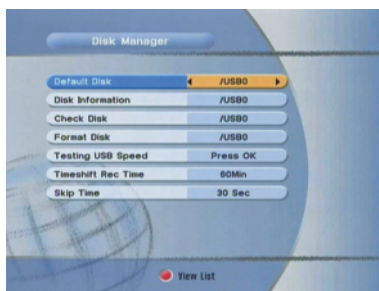 Disk Manager
Default Disk /USB0
Disk Information /USB0
Check Disk /USB0
Format Disk /USB0
Testing USB Speed Press OK
Timeshift Rec Time 60Min
Skip Time 30 Sec
View List